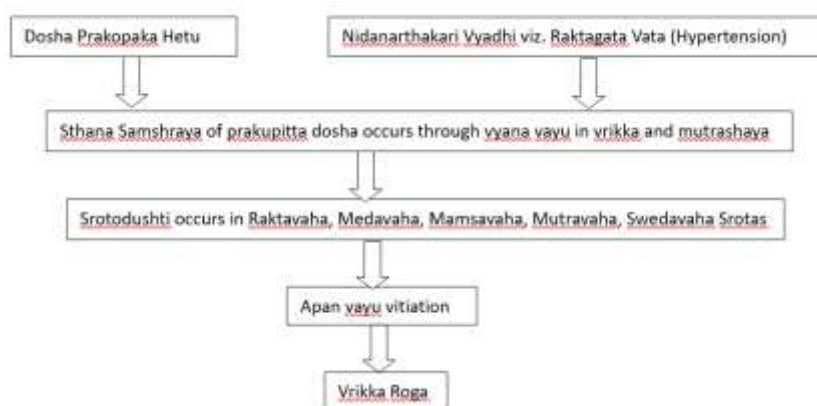 Dosha Prakopaka Hetu
Nidanarthakari Vyadhi viz. Raktagata Vata (Hypertension)
Sthana Samshraya of prakupitta dosha occurs through vyana vayu in vrikka and mutrashaya
Srotodushti occurs in Raktavaha, Medavaha, Mamsavaha, Mutravaha, Swedavaha Srotas
Apan vayu vitiation
Vrikka Roga